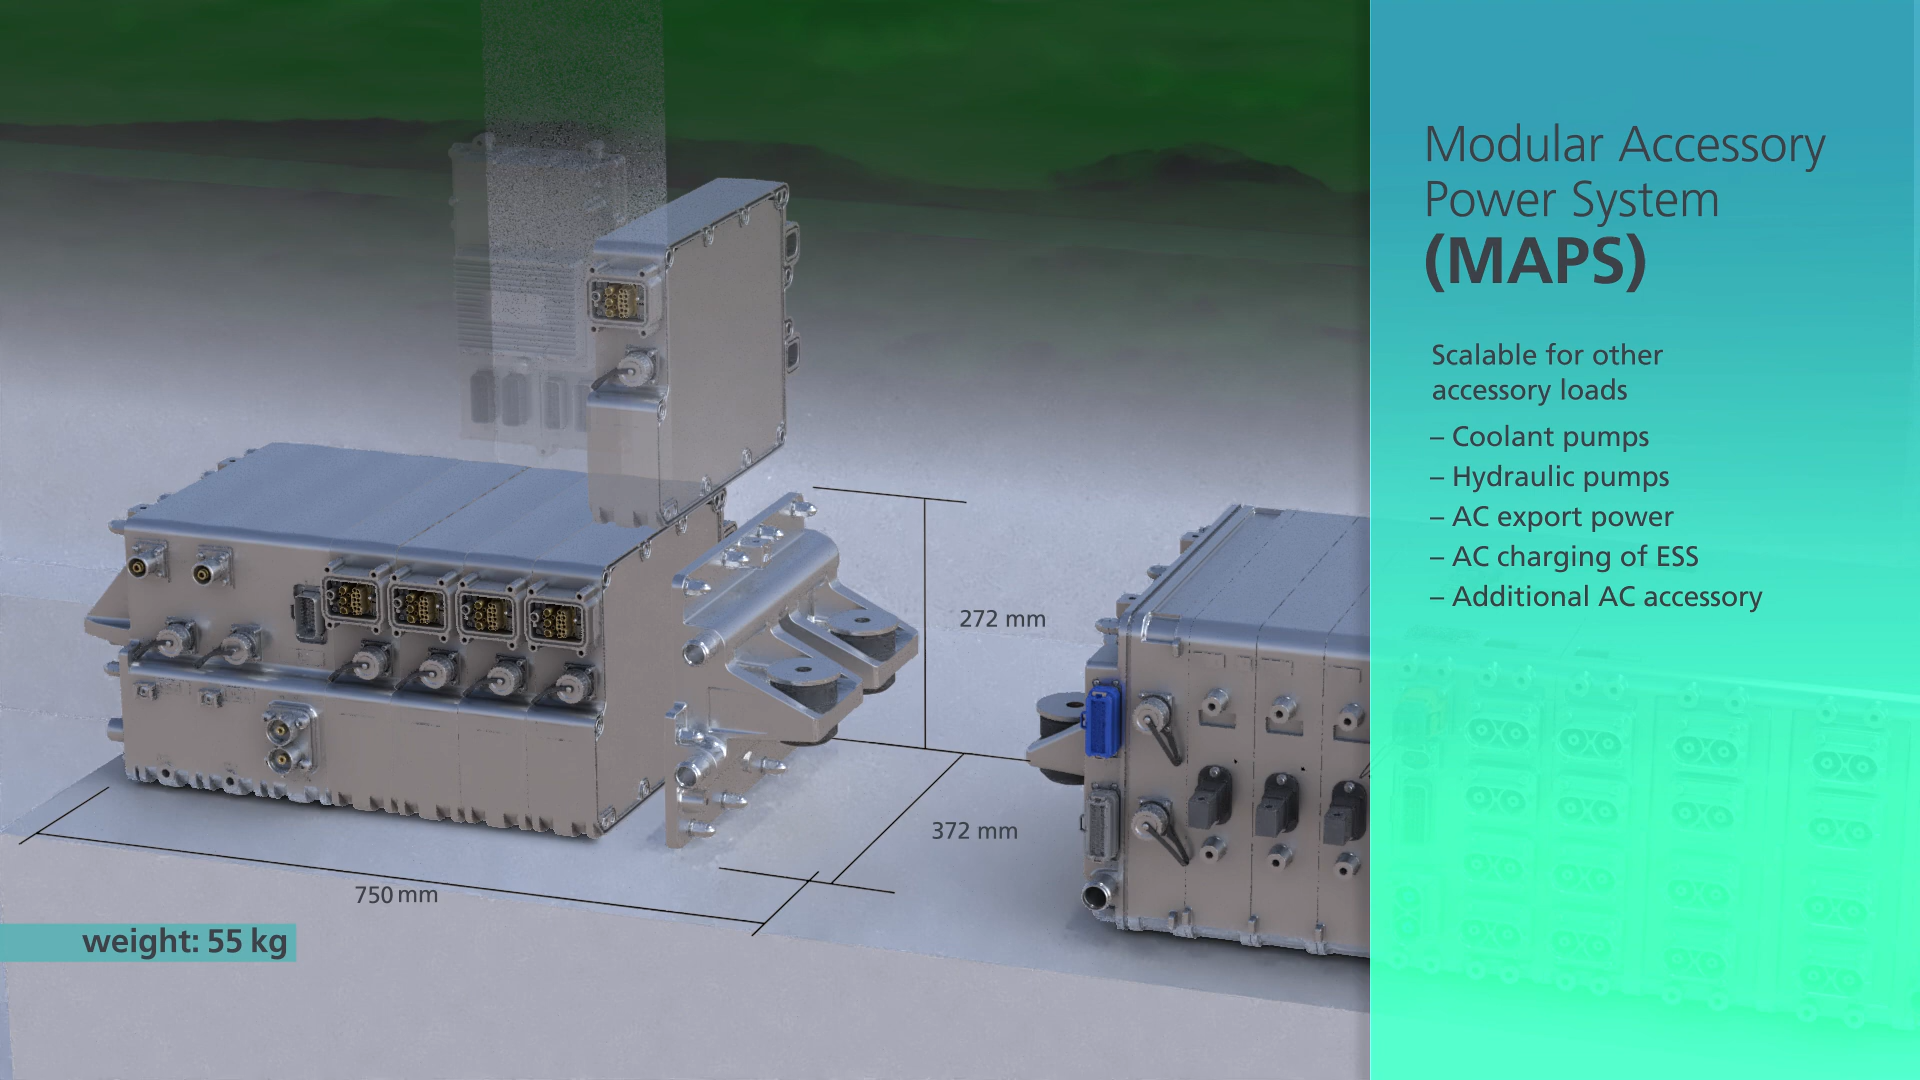 Modular Accessory
Power System
(MAPS)
Scalable for other
accessory loads
– Coolant pumps
– Hydraulic pumps
– AC export power
– AC charging of ESS
– Additional AC accessory
272 mm
372 mm
750 mm
weight: 55 kg